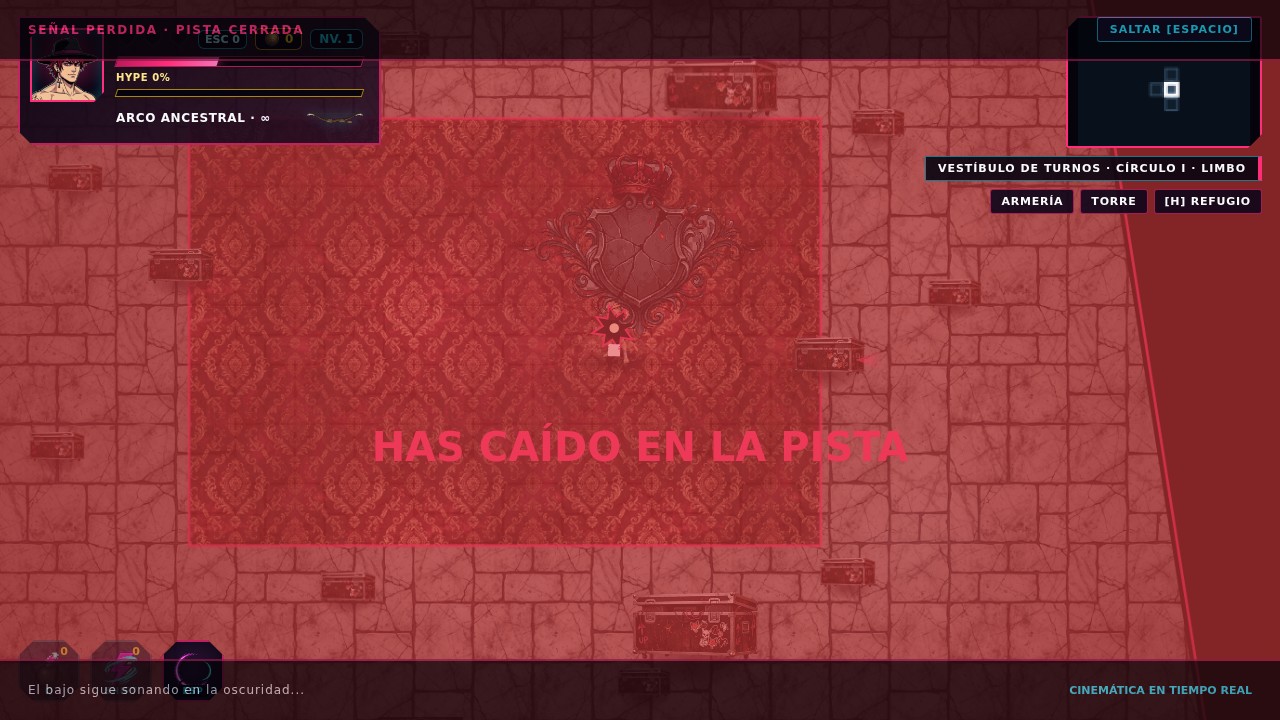 SEÑAL PERDIDA · PISTA CERRADA
ESC 0
0
NV. 1
HYPE 0%
ARCO ANCESTRAL · ∞
SALTAR [ESPACIO]
VESTÍBULO DE TURNOS · CÍRCULO I · LIMBO
ARMERÍA
TORRE
[H] REFUGIO
HAS CAÍDO EN LA PISTA
0
0
El bajo sigue sonando en la oscuridad...
CINEMÁTICA EN TIEMPO REAL